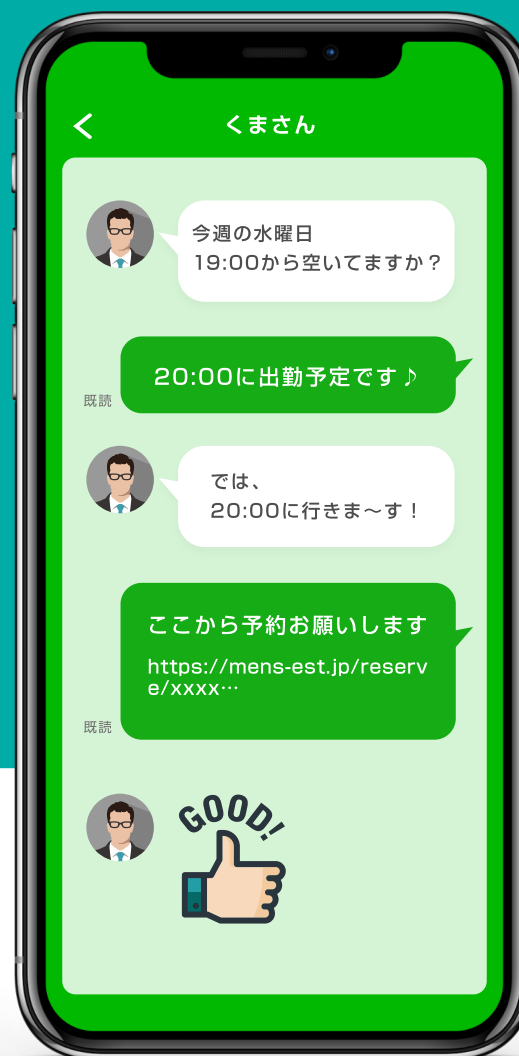 くまさん
今週の水曜日
19:00から空いてますか？
20:00に出勤予定です♪
既読
では、
20:00に行きま～す！
ここから予約お願いします
https://mens-est.jp/reserv
e/xxxx…
既読
GOOD!